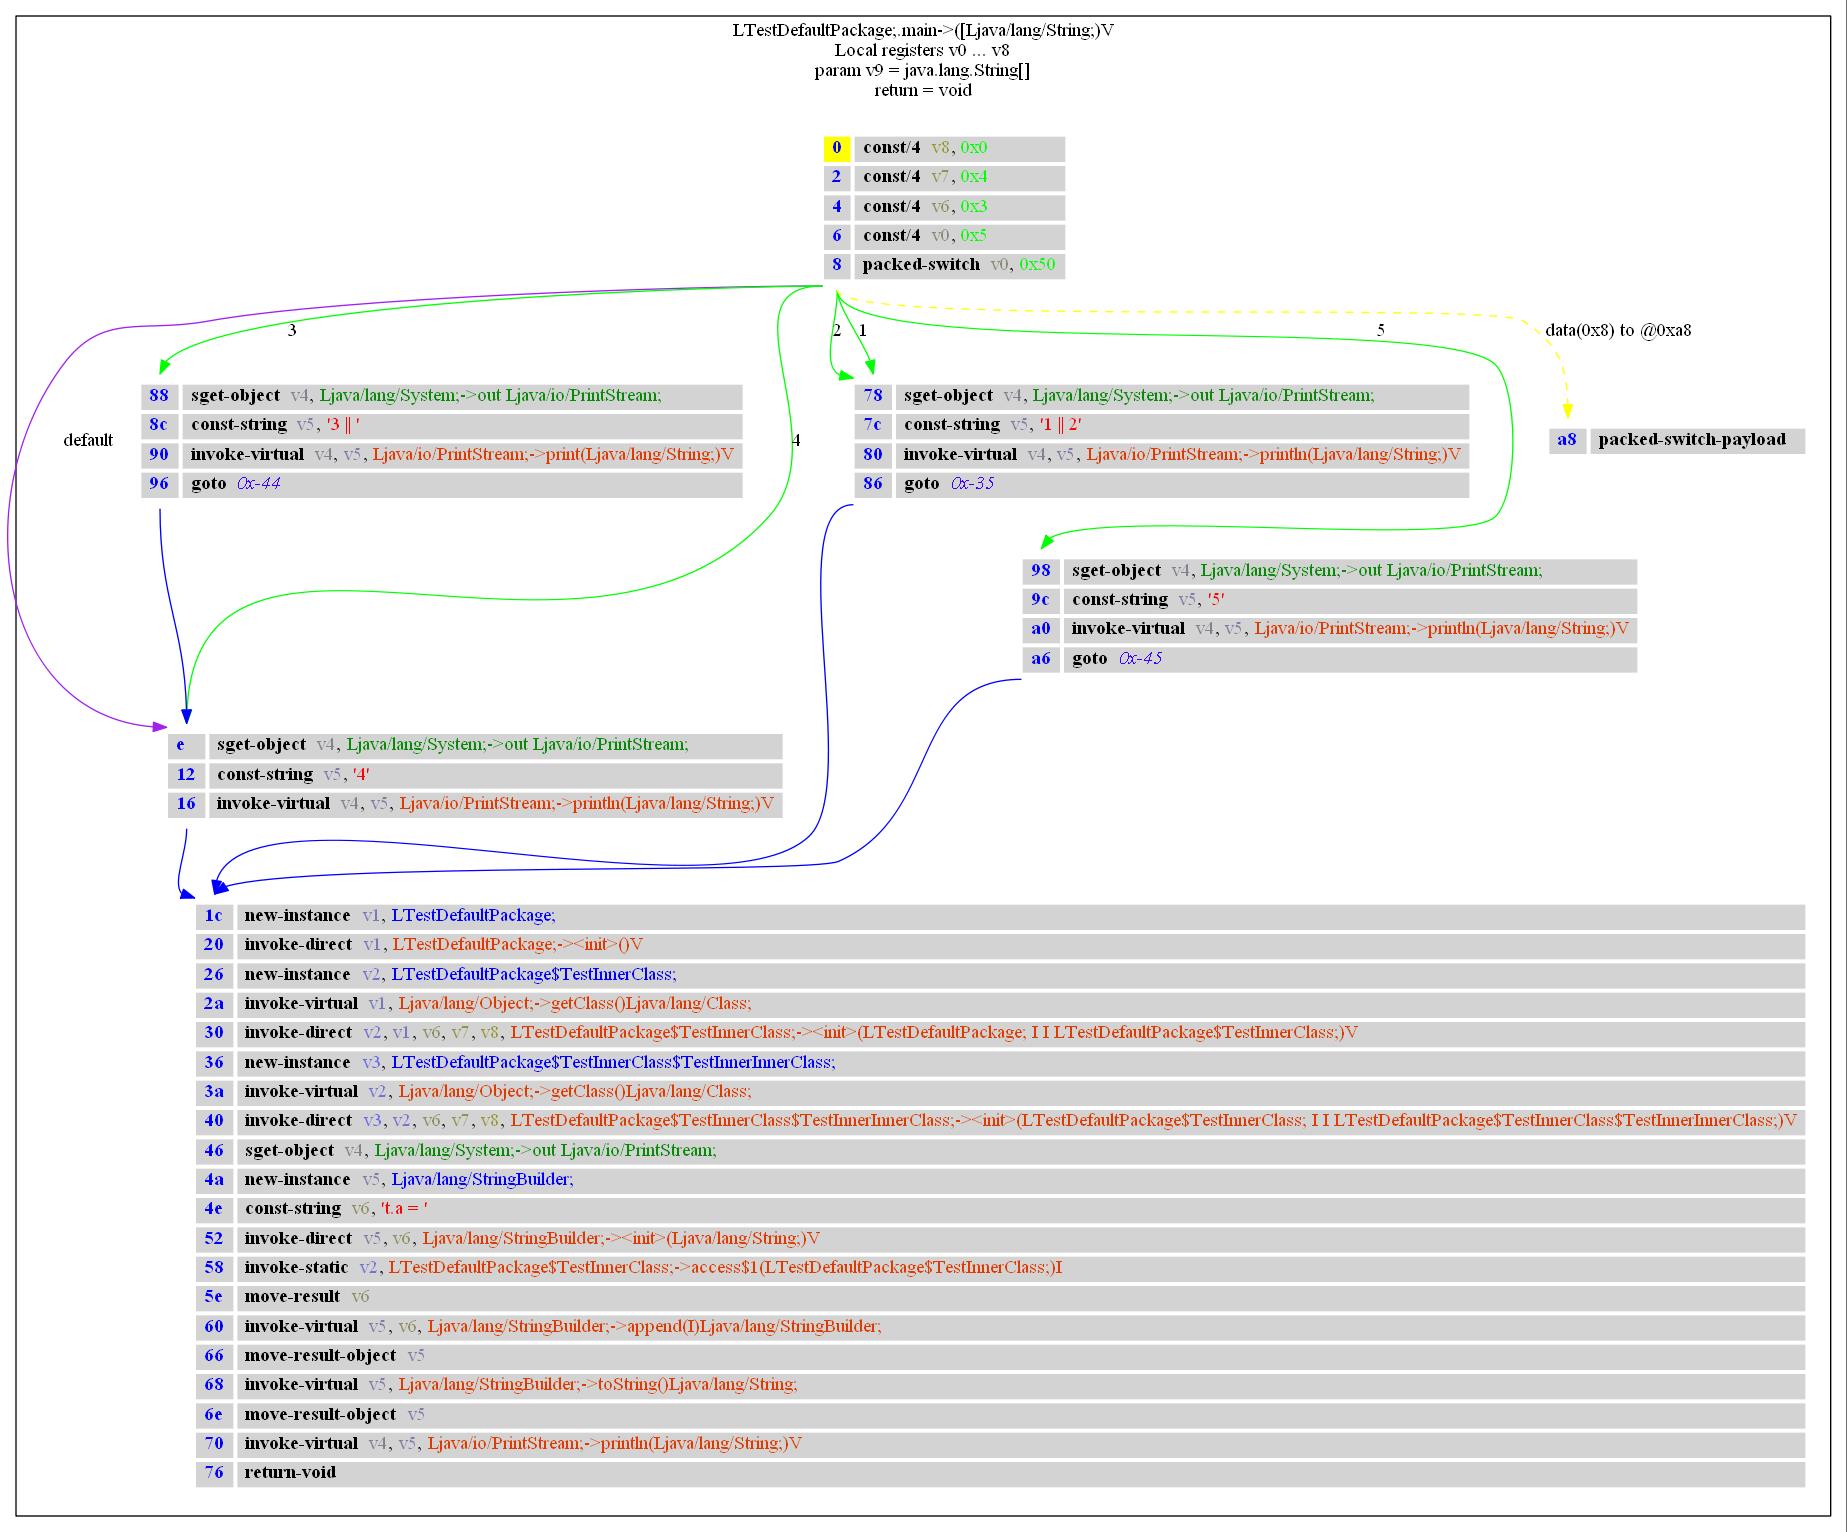 LTestDefaultPackage;.main->([Ljava/lang/String;)V
Local registers v0 ... v8
param v9 = java.lang.String[]
return = void
0 const/4 v8, 0x0
2 const/4 v7, 0x4
4 const/4 v6, 0x3
6 const/4 v0, 0x5
8 packed-switch v0, 0x50
3
2
1
5
data(0x8) to @0xa8
88 sget-object v4, Ljava/lang/System;->out Ljava/io/PrintStream;
8c const-string v5, '3 || '
90 invoke-virtual v4, v5, Ljava/io/PrintStream;->print(Ljava/lang/String;)V
96 goto 0x-44
default
4
78 sget-object v4, Ljava/lang/System;->out Ljava/io/PrintStream;
7c const-string v5, '1 || 2'
80 invoke-virtual v4, v5, Ljava/io/PrintStream;->println(Ljava/lang/String;)V
86 goto 0x-35
a8 packed-switch-payload
98 sget-object v4, Ljava/lang/System;->out Ljava/io/PrintStream;
9c const-string v5, '5'
a0 invoke-virtual v4, v5, Ljava/io/PrintStream;->println(Ljava/lang/String;)V
a6 goto 0x-45
e sget-object v4, Ljava/lang/System;->out Ljava/io/PrintStream;
12 const-string v5, '4'
16 invoke-virtual v4, v5, Ljava/io/PrintStream;->println(Ljava/lang/String;)V
1c new-instance v1, LTestDefaultPackage;
20 invoke-direct v1, LTestDefaultPackage;-><init>()V
26 new-instance v2, LTestDefaultPackage$TestInnerClass;
2a invoke-virtual v1, Ljava/lang/Object;->getClass()Ljava/lang/Class;
30 invoke-direct v2, v1, v6, v7, v8, LTestDefaultPackage$TestInnerClass;-><init>(LTestDefaultPackage; I I LTestDefaultPackage$TestInnerClass;)V
36 new-instance v3, LTestDefaultPackage$TestInnerClass$TestInnerInnerClass;
3a invoke-virtual v2, Ljava/lang/Object;->getClass()Ljava/lang/Class;
40 invoke-direct v3, v2, v6, v7, v8, LTestDefaultPackage$TestInnerClass$TestInnerInnerClass;-><init>(LTestDefaultPackage$TestInnerClass; I I LTestDefaultPackage$TestInnerClass$TestInnerInnerClass;)V
46 sget-object v4, Ljava/lang/System;->out Ljava/io/PrintStream;
4a new-instance v5, Ljava/lang/StringBuilder;
4e const-string v6, 't.a = '
52 invoke-direct v5, v6, Ljava/lang/StringBuilder;-><init>(Ljava/lang/String;)V
58 invoke-static v2, LTestDefaultPackage$TestInnerClass;->access$1(LTestDefaultPackage$TestInnerClass;)I
5e move-result v6
60 invoke-virtual v5, v6, Ljava/lang/StringBuilder;->append(I)Ljava/lang/StringBuilder;
66 move-result-object v5
68 invoke-virtual v5, Ljava/lang/StringBuilder;->toString()Ljava/lang/String;
6e move-result-object v5
70 invoke-virtual v4, v5, Ljava/io/PrintStream;->println(Ljava/lang/String;)V
76 return-void